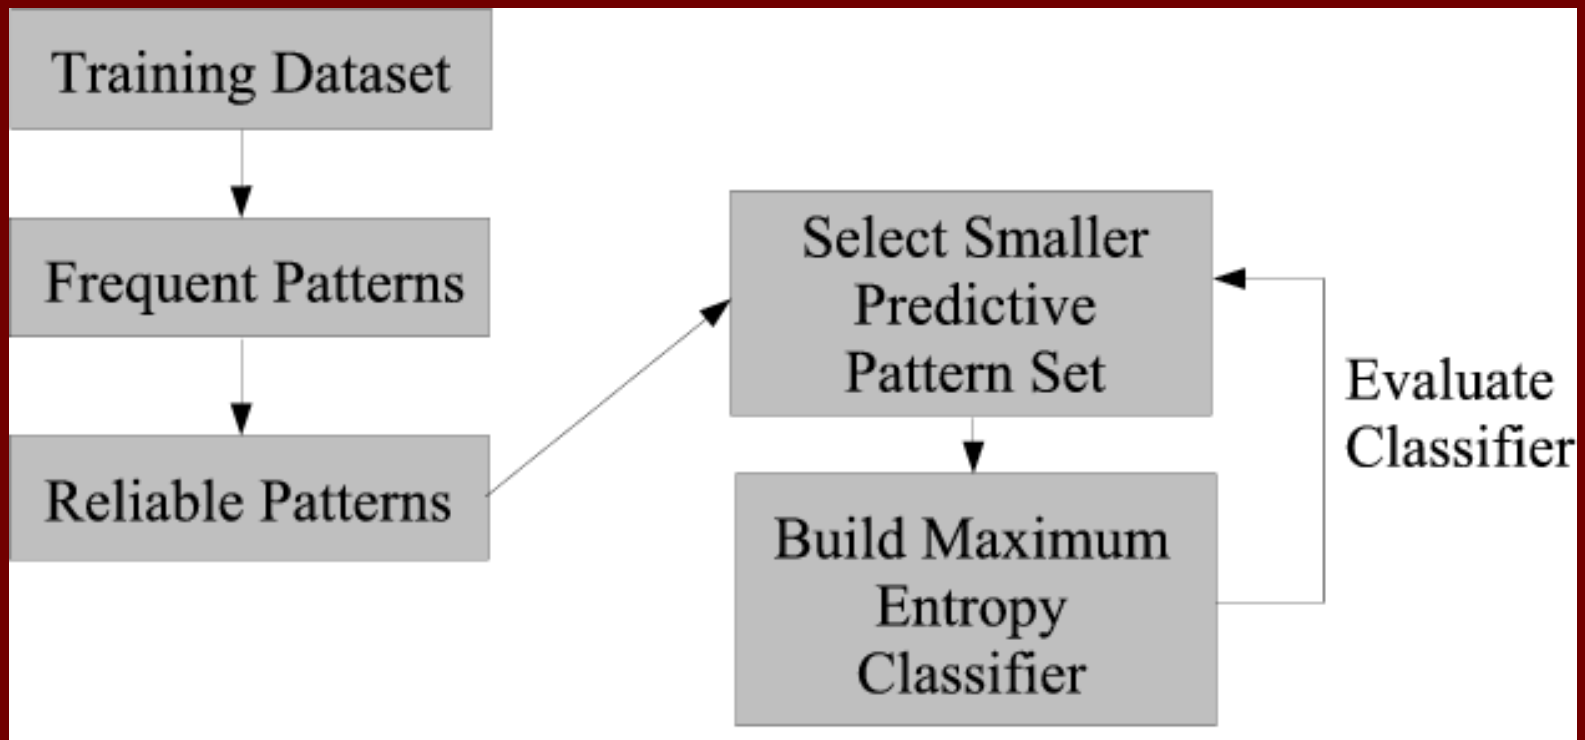 Training Dataset
Frequent Patterns
Reliable Patterns
Select Smaller
Predictive
Pattern Set
Build Maximum
Entropy
Classifier
Evaluate
Classifier